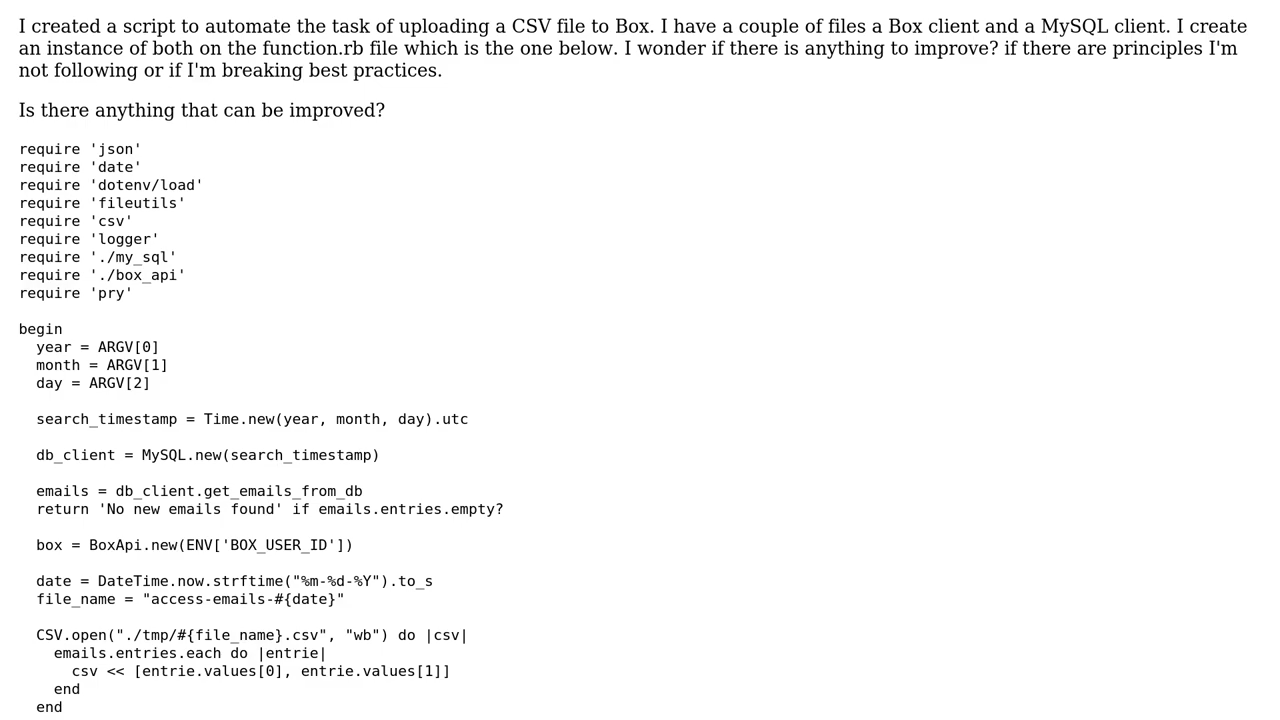 I created a script to automate the task of uploading a CSV file to Box. I have a couple of files a Box client and a MySQL client. I create
an instance of both on the function.rb file which is the one below. I wonder if there is anything to improve? if there are principles I'm
not following or if I'm breaking best practices.

Is there anything that can be improved?

require 'json'
require 'date'
require 'dotenv/load'
require 'fileutils'
require 'csv'
require 'logger'
require './my_sql'
require './box_api'
require 'pry'

begin
  year = ARGV[0]
  month = ARGV[1]
  day = ARGV[2]

  search_timestamp = Time.new(year, month, day).utc

  db_client = MySQL.new(search_timestamp)

  emails = db_client.get_emails_from_db
  return 'No new emails found' if emails.entries.empty?

  box = BoxApi.new(ENV['BOX_USER_ID'])

  date = DateTime.now.strftime("%m-%d-%Y").to_s
  file_name = "access-emails-#{date}"

  CSV.open("./tmp/#{file_name}.csv", "wb") do |csv|
    emails.entries.each do |entrie|
      csv << [entrie.values[0], entrie.values[1]]
    end
  end